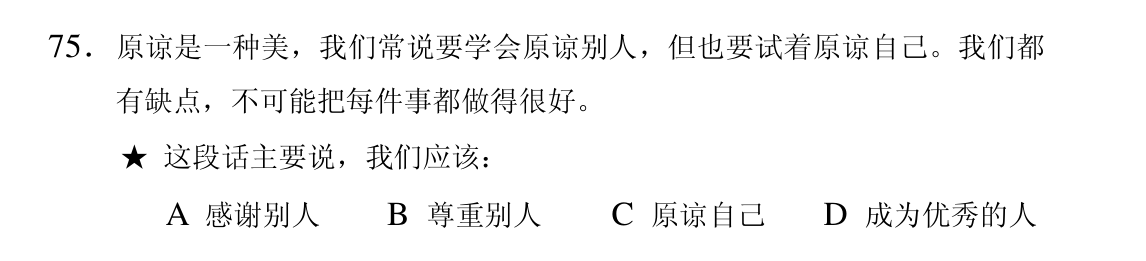 75． 原谅是一种美，我们常说要学会原谅别人，但也要试着原谅自己。我们都
有缺点，不可能把每件事都做得很好。
★ 这段话主要说，我们应该：
A 感谢别人 B 尊重别人 C 原谅自己 D 成为优秀的人